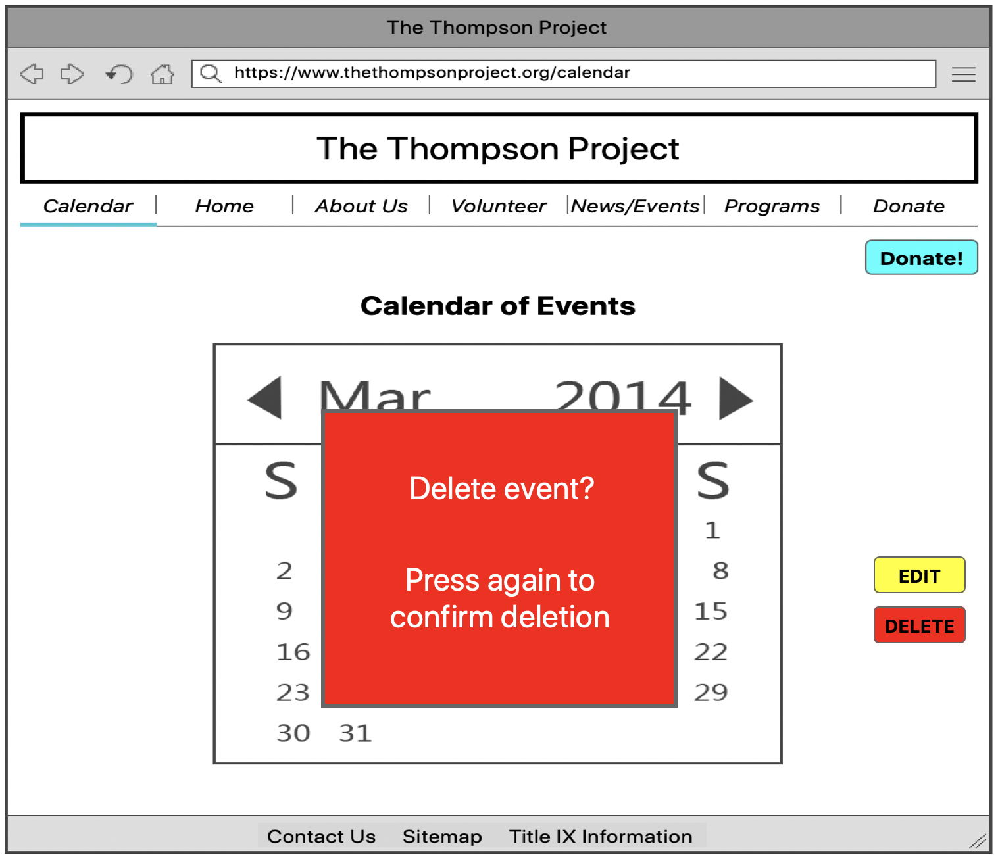 The Thompson Project
https://www.thethompsonproject.org/calendar
The Thompson Project
Calendar | Home | About Us | Volunteer | News/Events | Programs | Donate
Donate!
Calendar of Events
Mar 2014
S S
Delete event?
1
2 8
Press again to
confirm deletion
EDIT
9 15
DELETE
16 22
23 29
30 31
Contact Us Sitemap Title IX Information